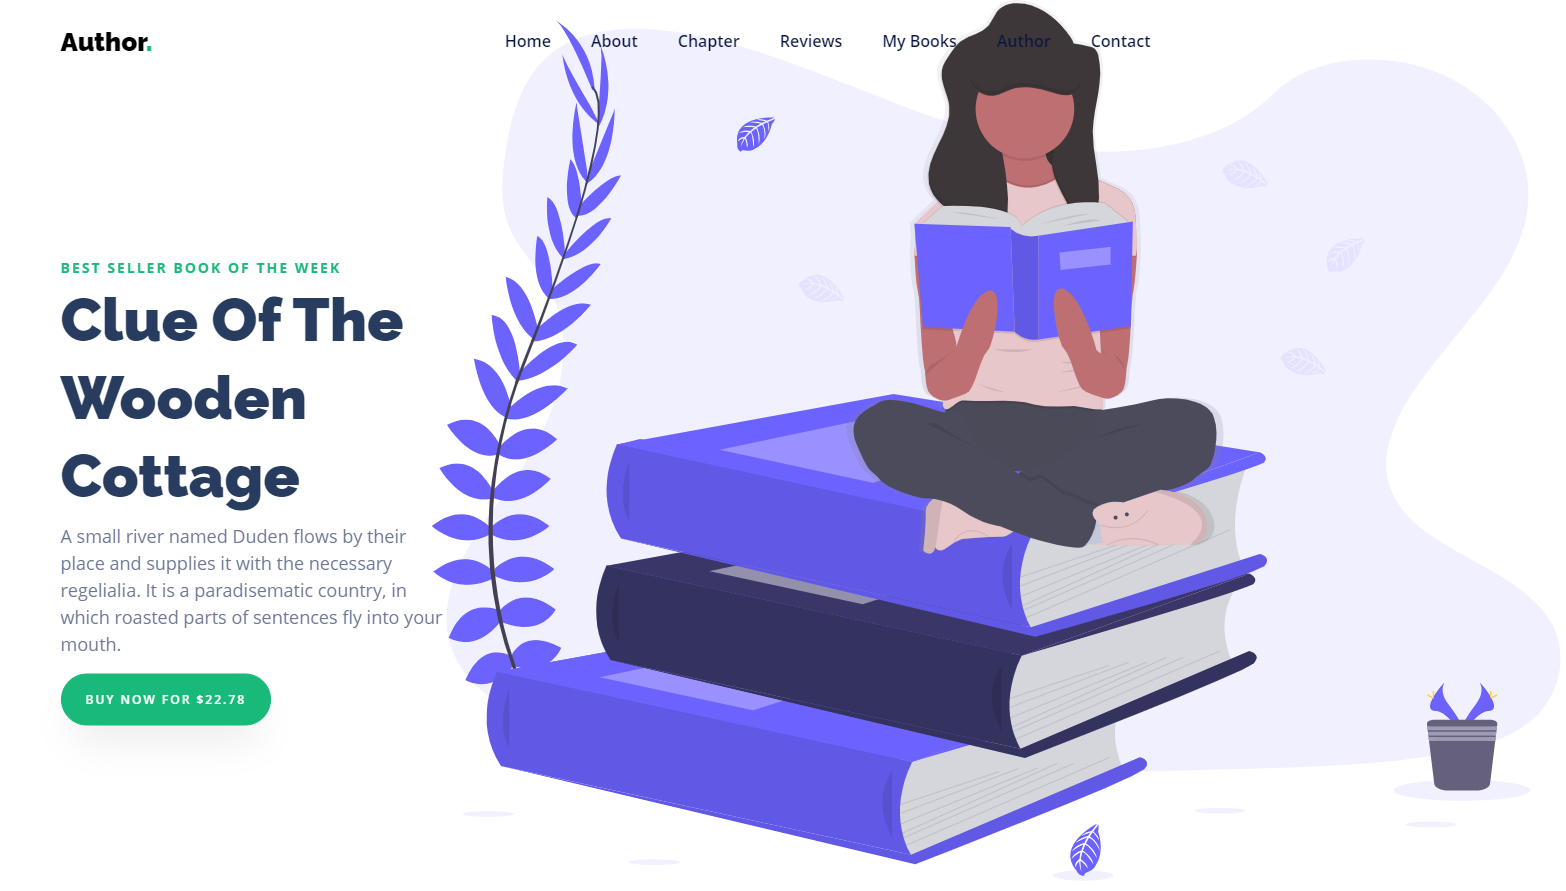 Author.
Home About Chapter Reviews My Books Author Contact
BEST SELLER BOOK OF THE WEEK
Clue Of The
Wooden
Cottage
A small river named Duden flows by their
place and supplies it with the necessary
regelialia. It is a paradisematic country, in
which roasted parts of sentences fly into your
mouth.
BUY NOW FOR $22.78